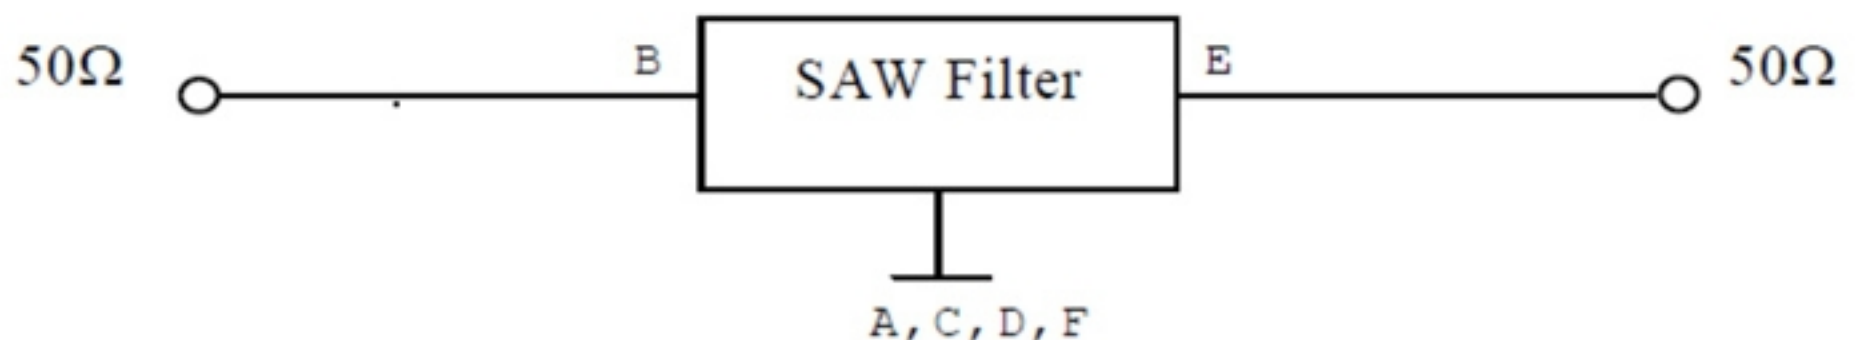 50Ω
B
SAW Filter
E
50Ω
A,C,D,F